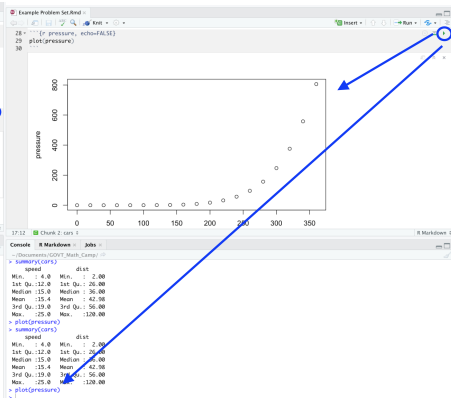 Example Problem Set.Rmd
Knit
Insert
Run
28 ```{r pressure, echo=FALSE}
29 plot(pressure)
30 ```
pressure
0 200 400 600 800
0 50 100 150 200 250 300 350
17:12 Chunk 2: cars R Markdown
Console R Markdown Jobs
~/Documents/GOVT_Math_Camp/
> summary(cars)
speed dist
Min. : 4.0 Min. : 2.00
1st Qu.:12.0 1st Qu.: 26.00
Median :15.0 Median : 36.00
Mean :15.4 Mean : 42.98
3rd Qu.:19.0 3rd Qu.: 56.00
Max. :25.0 Max. :120.00
> plot(pressure)
> summary(cars)
speed dist
Min. : 4.0 Min. : 2.00
1st Qu.:12.0 1st Qu.: 26.00
Median :15.0 Median : 36.00
Mean :15.4 Mean : 42.98
3rd Qu.:19.0 3rd Qu.: 56.00
Max. :25.0 Max. :120.00
> plot(pressure)
>